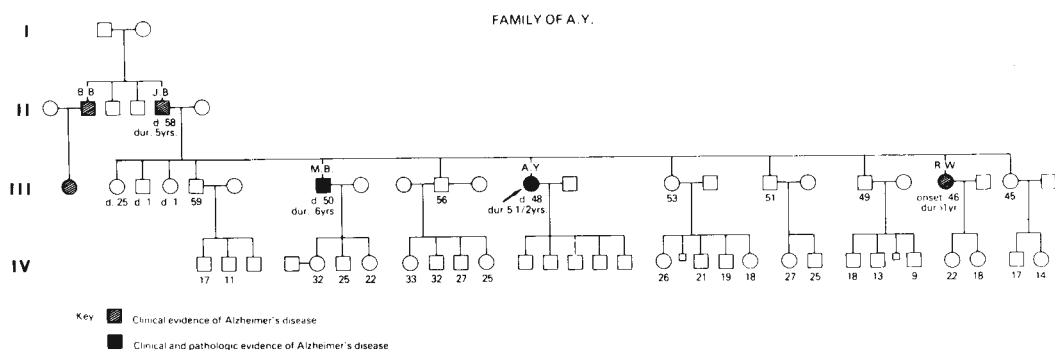 FAMILY OF A.Y.
I
B B J. B
II
d. 58
dur. 5yrs.
M.B. A.Y R W
III
d. 25 d 1 d 1 59 d 50 56 d. 48 53 51 49 onset 46 45
dur. 6yrs dur 5 1/2yrs.
IV
17 11 32 25 22 33 32 27 25 26 21 19 18 27 25 18 13 9 22 18 17 14
Key
Clinical evidence of Alzheimer's disease
Clinical and pathologic evidence of Alzheimer's disease